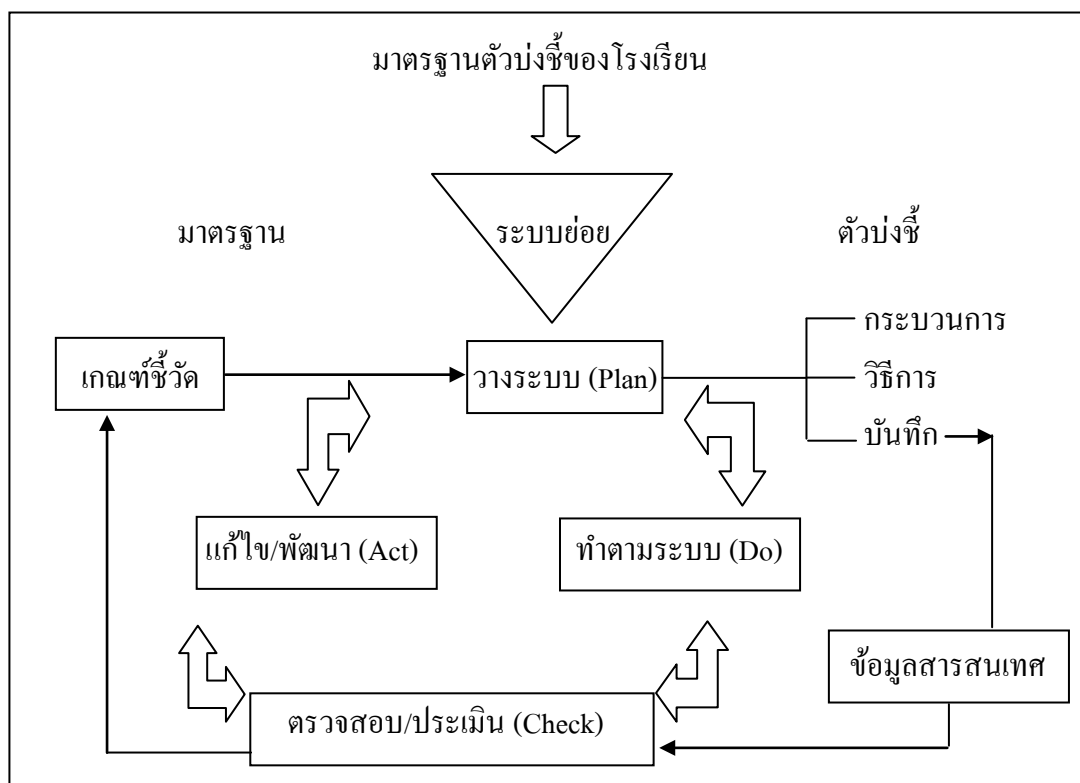 มาตรฐานตัวบ่งชี้ของโรงเรียน
มาตรฐาน
ระบบย่อย
ตัวบ่งชี้
กระบวนการ
เกณฑ์ชี้วัด
วางระบบ (Plan)
วิธีการ
บันทึก
แก้ไข/พัฒนา (Act)
ทำตามระบบ (Do)
ข้อมูลสารสนเทศ
ตรวจสอบ/ประเมิน (Check)